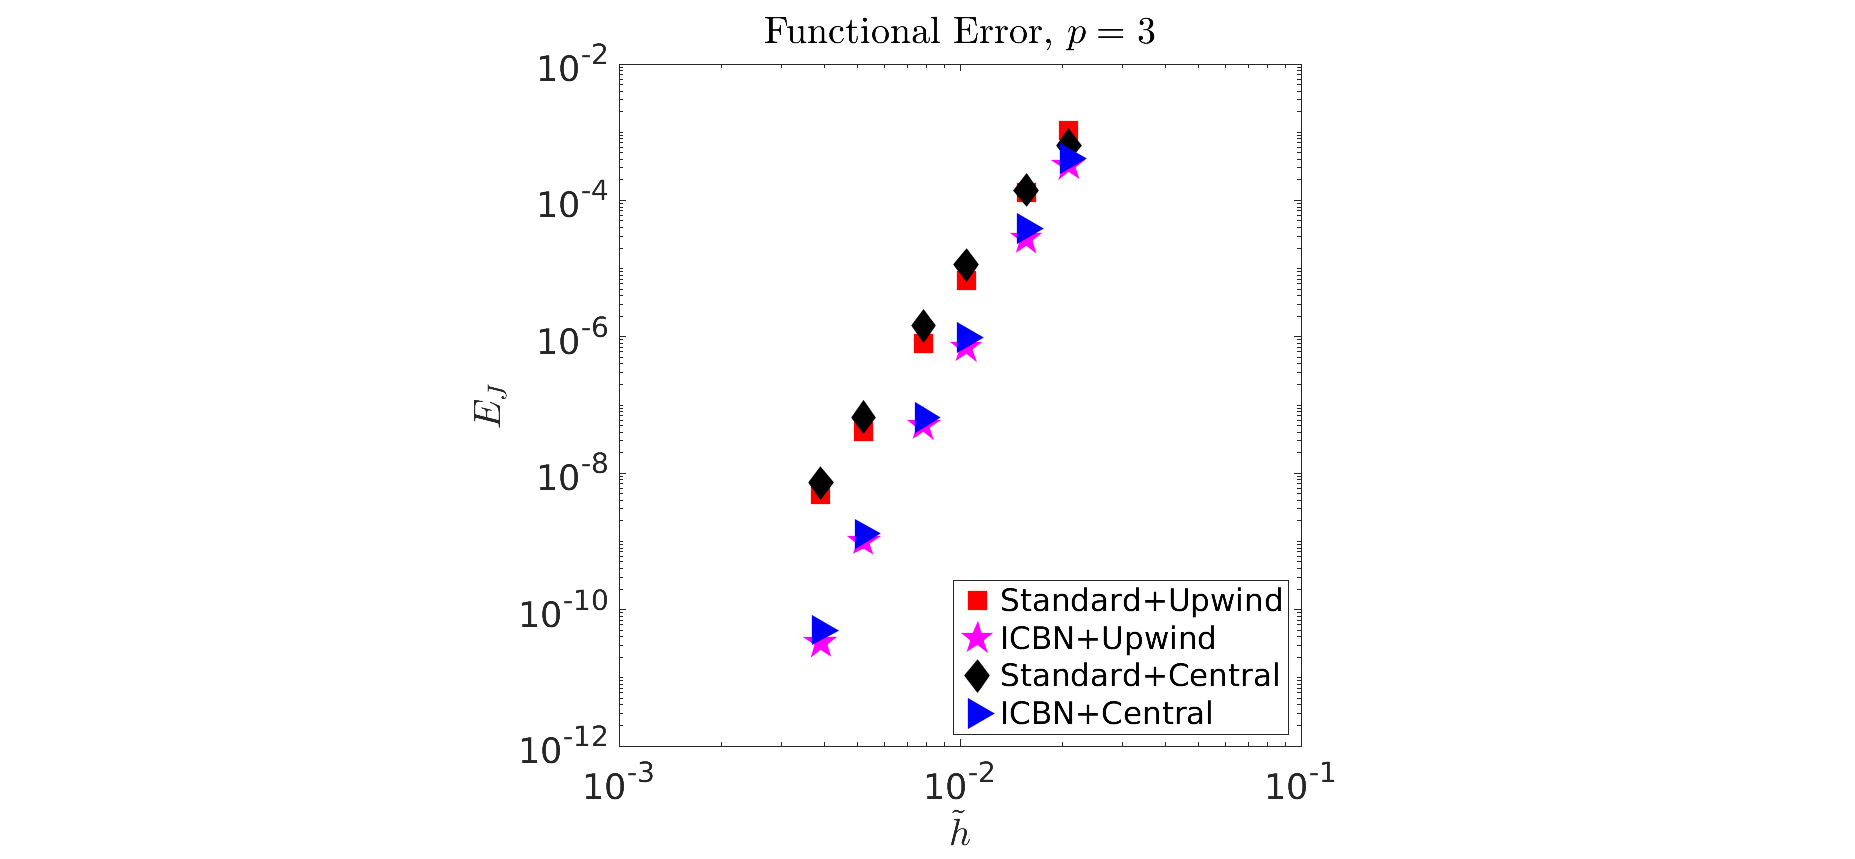 Functional Error, p = 3
10^-2
10^-4
10^-6
10^-8
10^-10
10^-12
E_J
Standard+Upwind
ICBN+Upwind
Standard+Central
ICBN+Central
10^-3 10^-2 10^-1
h̃